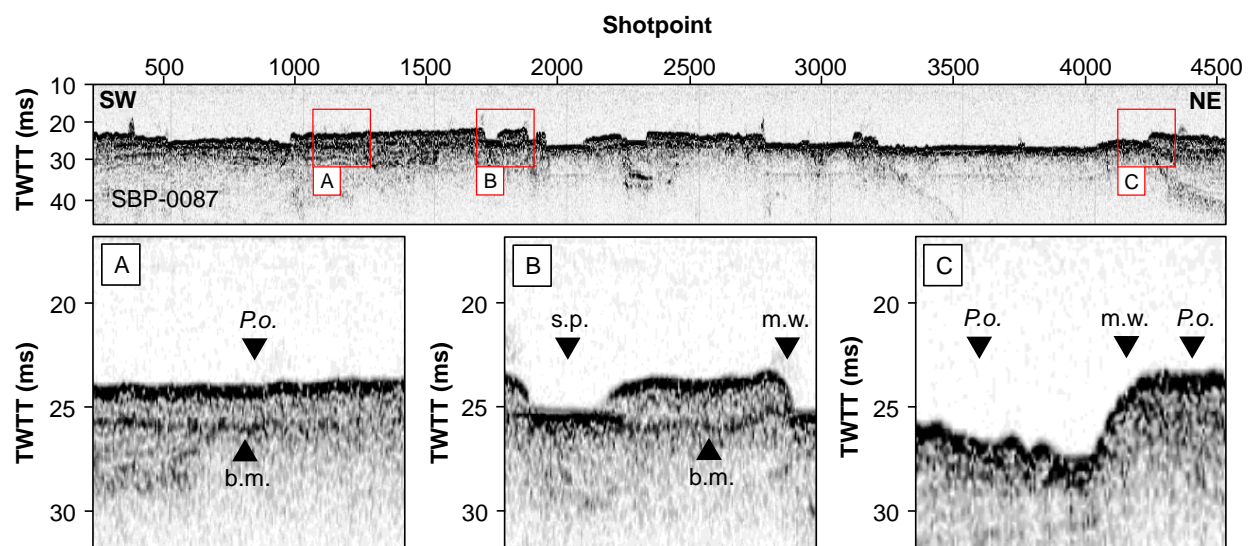 Shotpoint
500 1000 1500 2000 2500 3000 3500 4000 4500
TWTT (ms)
10
20
30
40
SW
NE
SBP-0087
A
B
C
A
TWTT (ms)
20
25
30
P.o.
b.m.
B
TWTT (ms)
20
25
30
s.p.
m.w.
b.m.
C
TWTT (ms)
20
25
30
P.o.
m.w.
P.o.